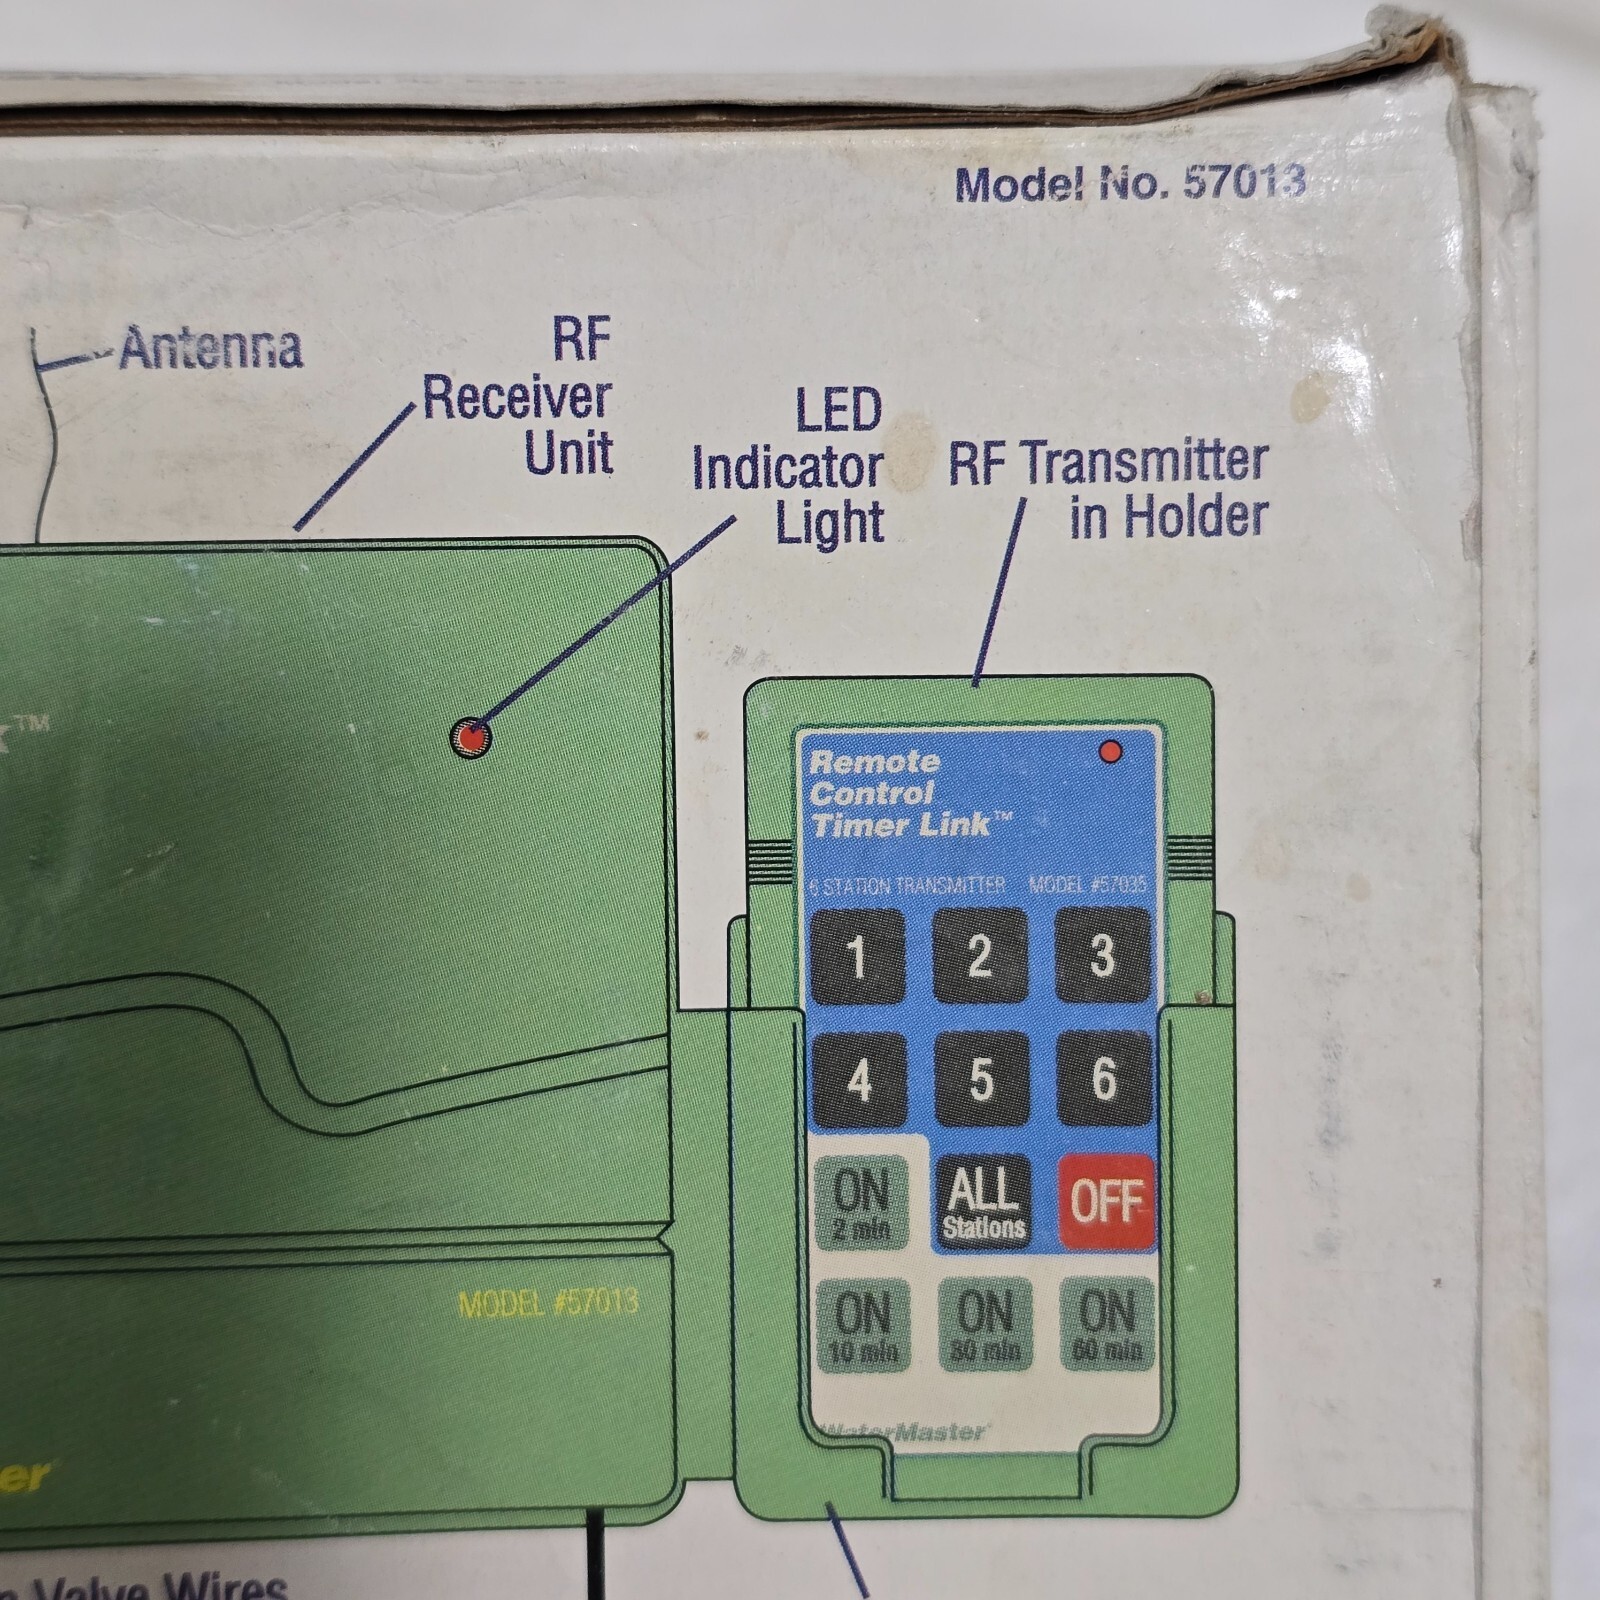 Model No. 57013
Antenna
RF
Receiver
Unit
LED
Indicator
Light
RF Transmitter
in Holder
TM
Remote
Control
Timer Link™
6 STATION TRANSMITTER MODEL #57035
1 2 3
4 5 6
ON
2 min
ALL
Stations
OFF
ON
10 min
ON
30 min
ON
60 min
WaterMaster
MODEL #57013
er
Valve Wires